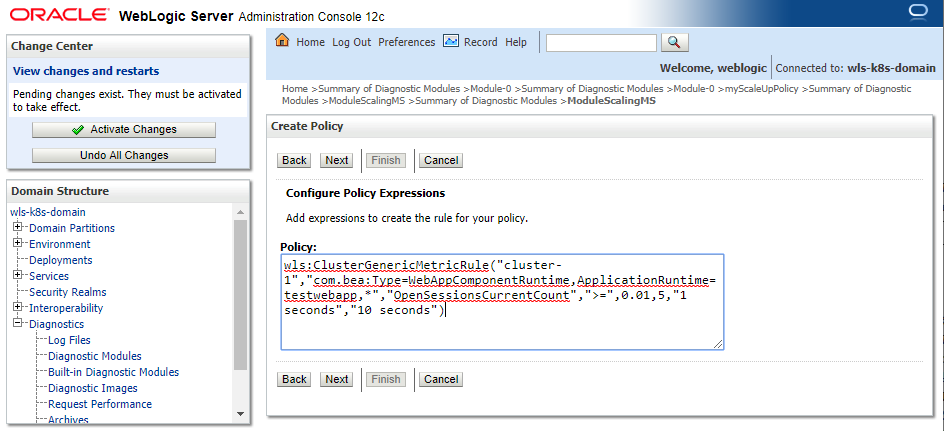 ORACLE WebLogic Server Administration Console 12c
Change Center
View changes and restarts
Pending changes exist. They must be activated
to take effect.
Activate Changes
Undo All Changes
Domain Structure
wls-k8s-domain
Domain Partitions
Environment
Deployments
Services
Security Realms
Interoperability
Diagnostics
Log Files
Diagnostic Modules
Built-in Diagnostic Modules
Diagnostic Images
Request Performance
Archives
Home Log Out Preferences Record Help
Welcome, weblogic Connected to: wls-k8s-domain
Home >Summary of Diagnostic Modules >Module-0 >Summary of Diagnostic Modules >Module-0 >myScaleUpPolicy >Summary of Diagnostic
Modules >ModuleScalingMS >Summary of Diagnostic Modules >ModuleScalingMS
Create Policy
Back Next Finish Cancel
Configure Policy Expressions
Add expressions to create the rule for your policy.
Policy:
wls:ClusterGenericMetricRule("cluster-
1","com.bea:Type=WebAppComponentRuntime,ApplicationRuntime=
testwebapp,*","OpenSessionsCurrentCount",">=",0.01,5,"1
seconds","10 seconds")
Back Next Finish Cancel